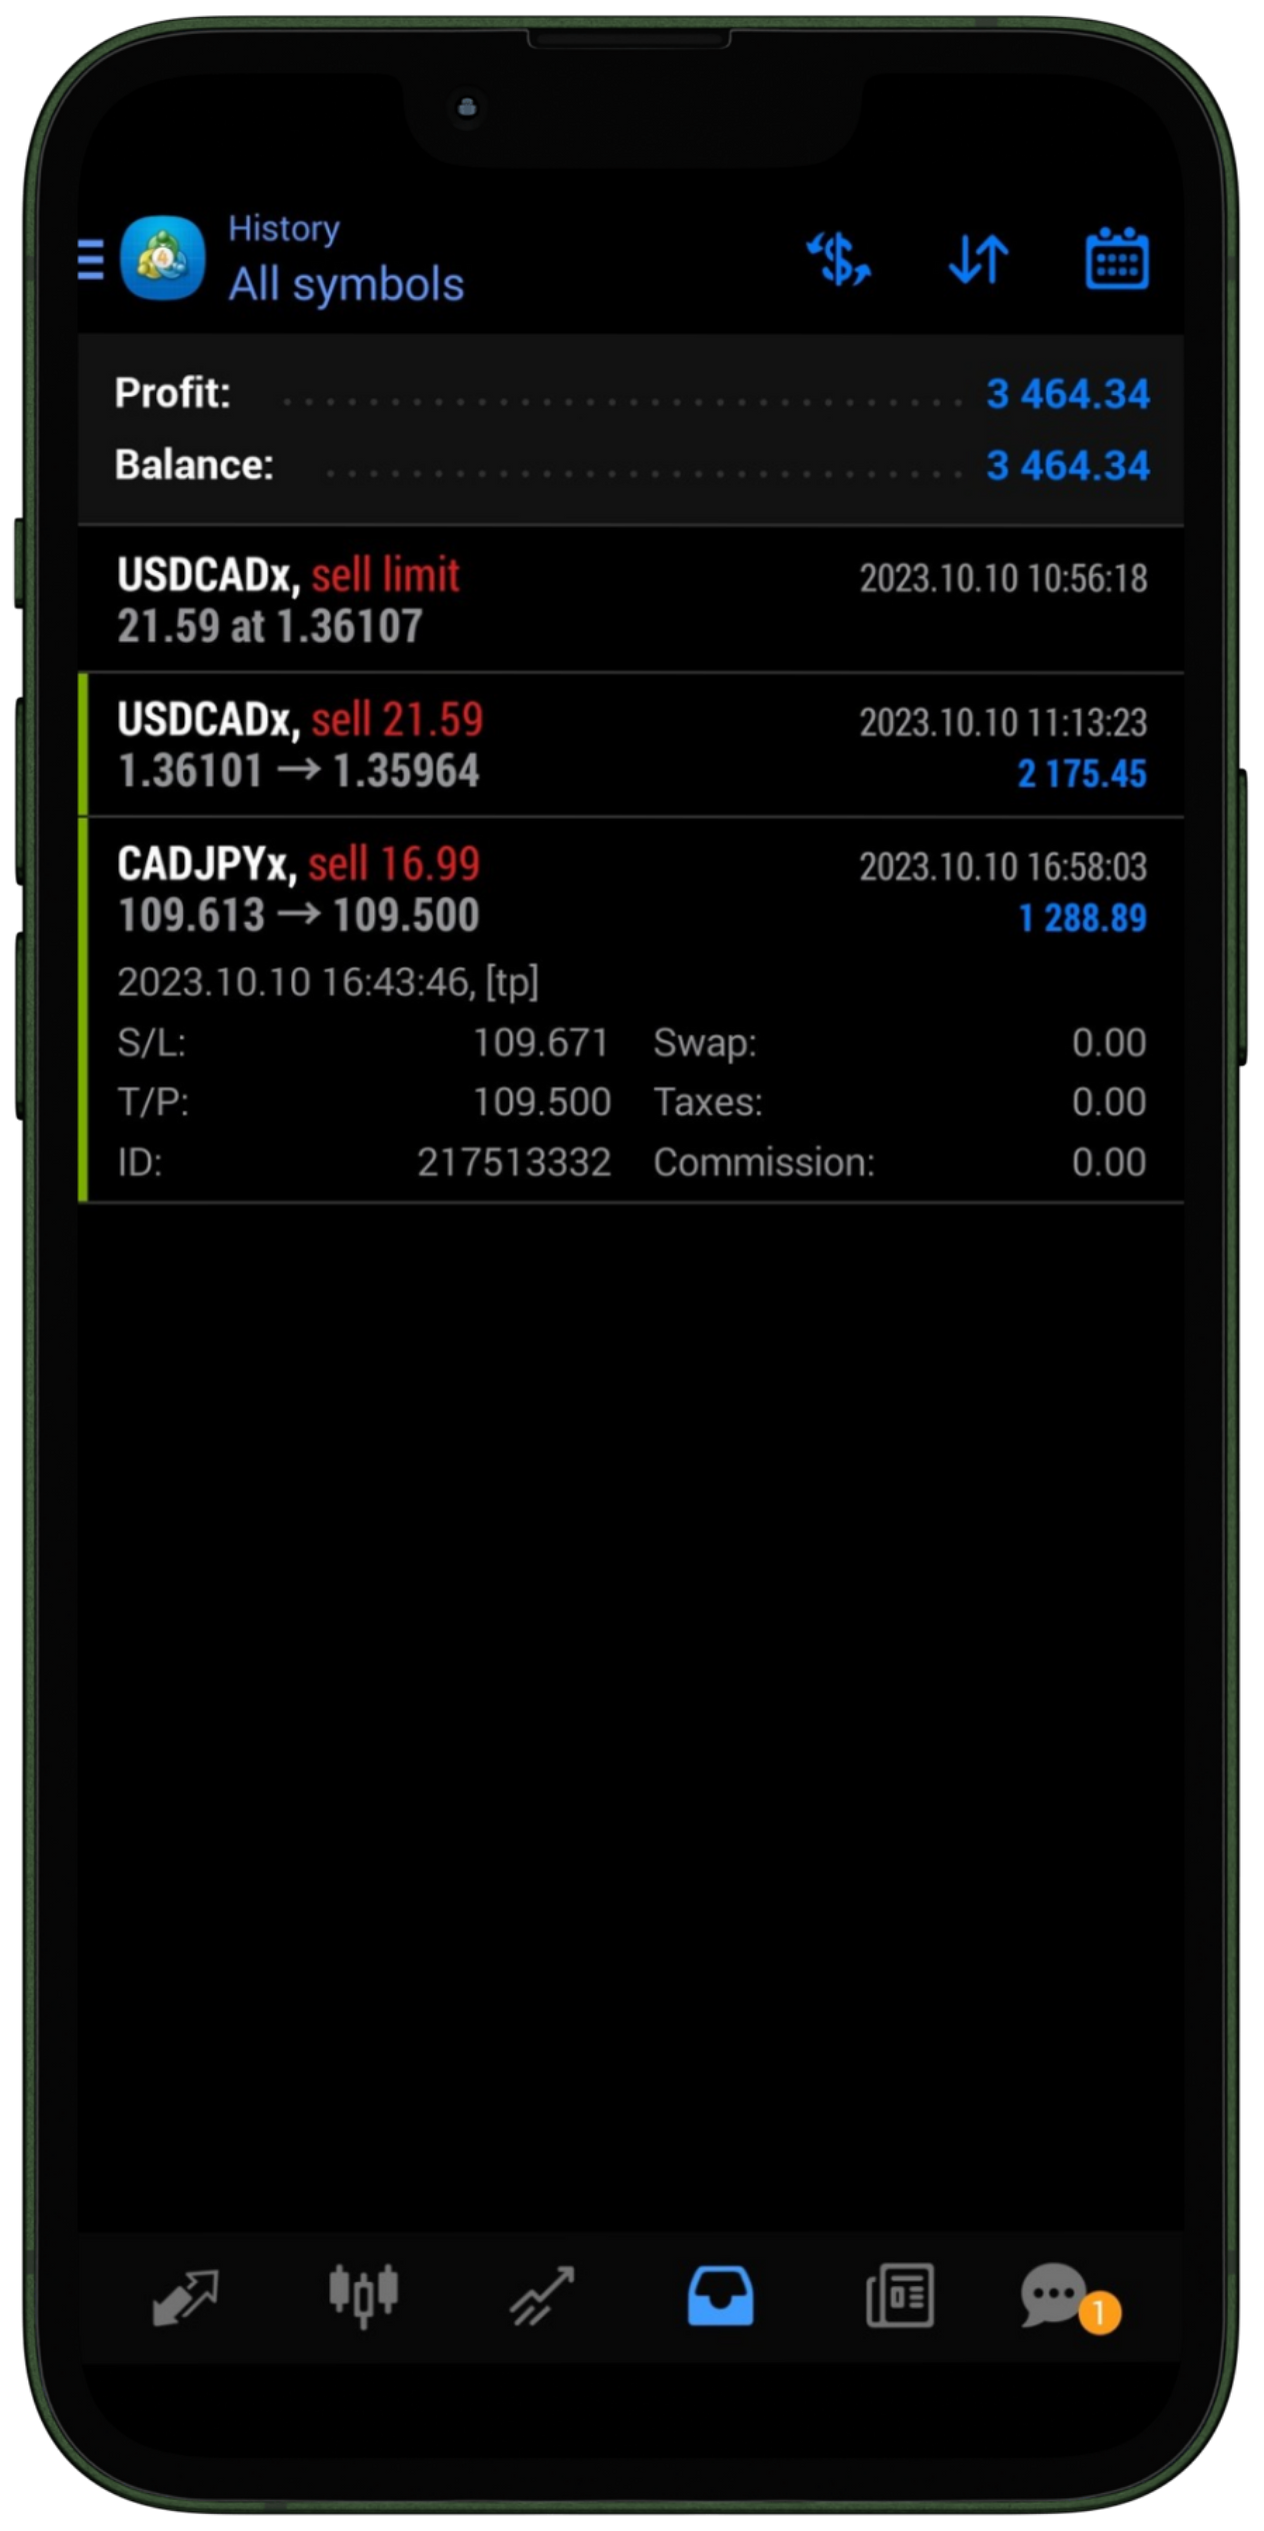 History
All symbols
4
Profit: 3 464.34
Balance: 3 464.34
USDCADx, sell limit 2023.10.10 10:56:18
21.59 at 1.36107
USDCADx, sell 21.59 2023.10.10 11:13:23
1.36101 → 1.35964 2 175.45
CADJPYx, sell 16.99 2023.10.10 16:58:03
109.613 → 109.500 1 288.89
2023.10.10 16:43:46, [tp]
S/L: 109.671 Swap: 0.00
T/P: 109.500 Taxes: 0.00
ID: 217513332 Commission: 0.00
1